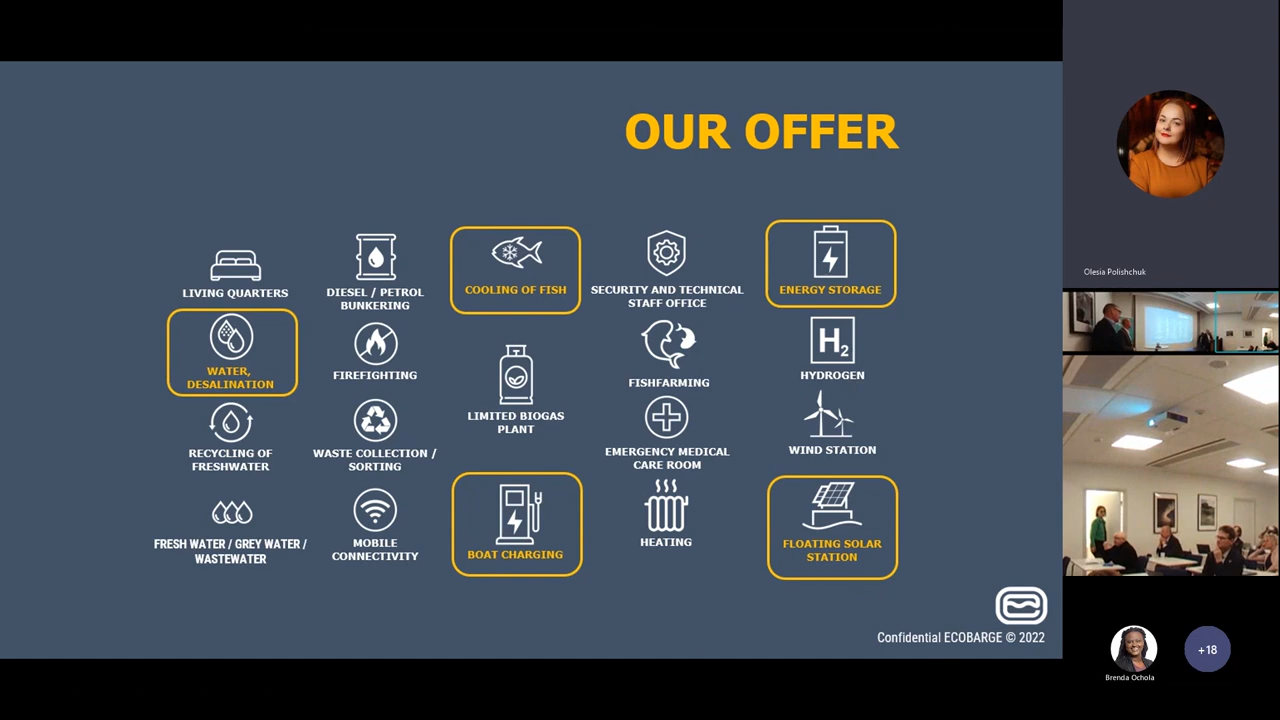 OUR OFFER
LIVING QUARTERS
DIESEL / PETROL
BUNKERING
COOLING OF FISH
SECURITY AND TECHNICAL
STAFF OFFICE
ENERGY STORAGE
WATER,
DESALINATION
FIREFIGHTING
LIMITED BIOGAS
PLANT
FISHFARMING
H2
HYDROGEN
RECYCLING OF
FRESHWATER
WASTE COLLECTION /
SORTING
EMERGENCY MEDICAL
CARE ROOM
WIND STATION
FRESH WATER / GREY WATER /
WASTEWATER
MOBILE
CONNECTIVITY
BOAT CHARGING
HEATING
FLOATING SOLAR
STATION
Confidential ECOBARGE © 2022
Olesia Polishchuk
Brenda Ochola
+18